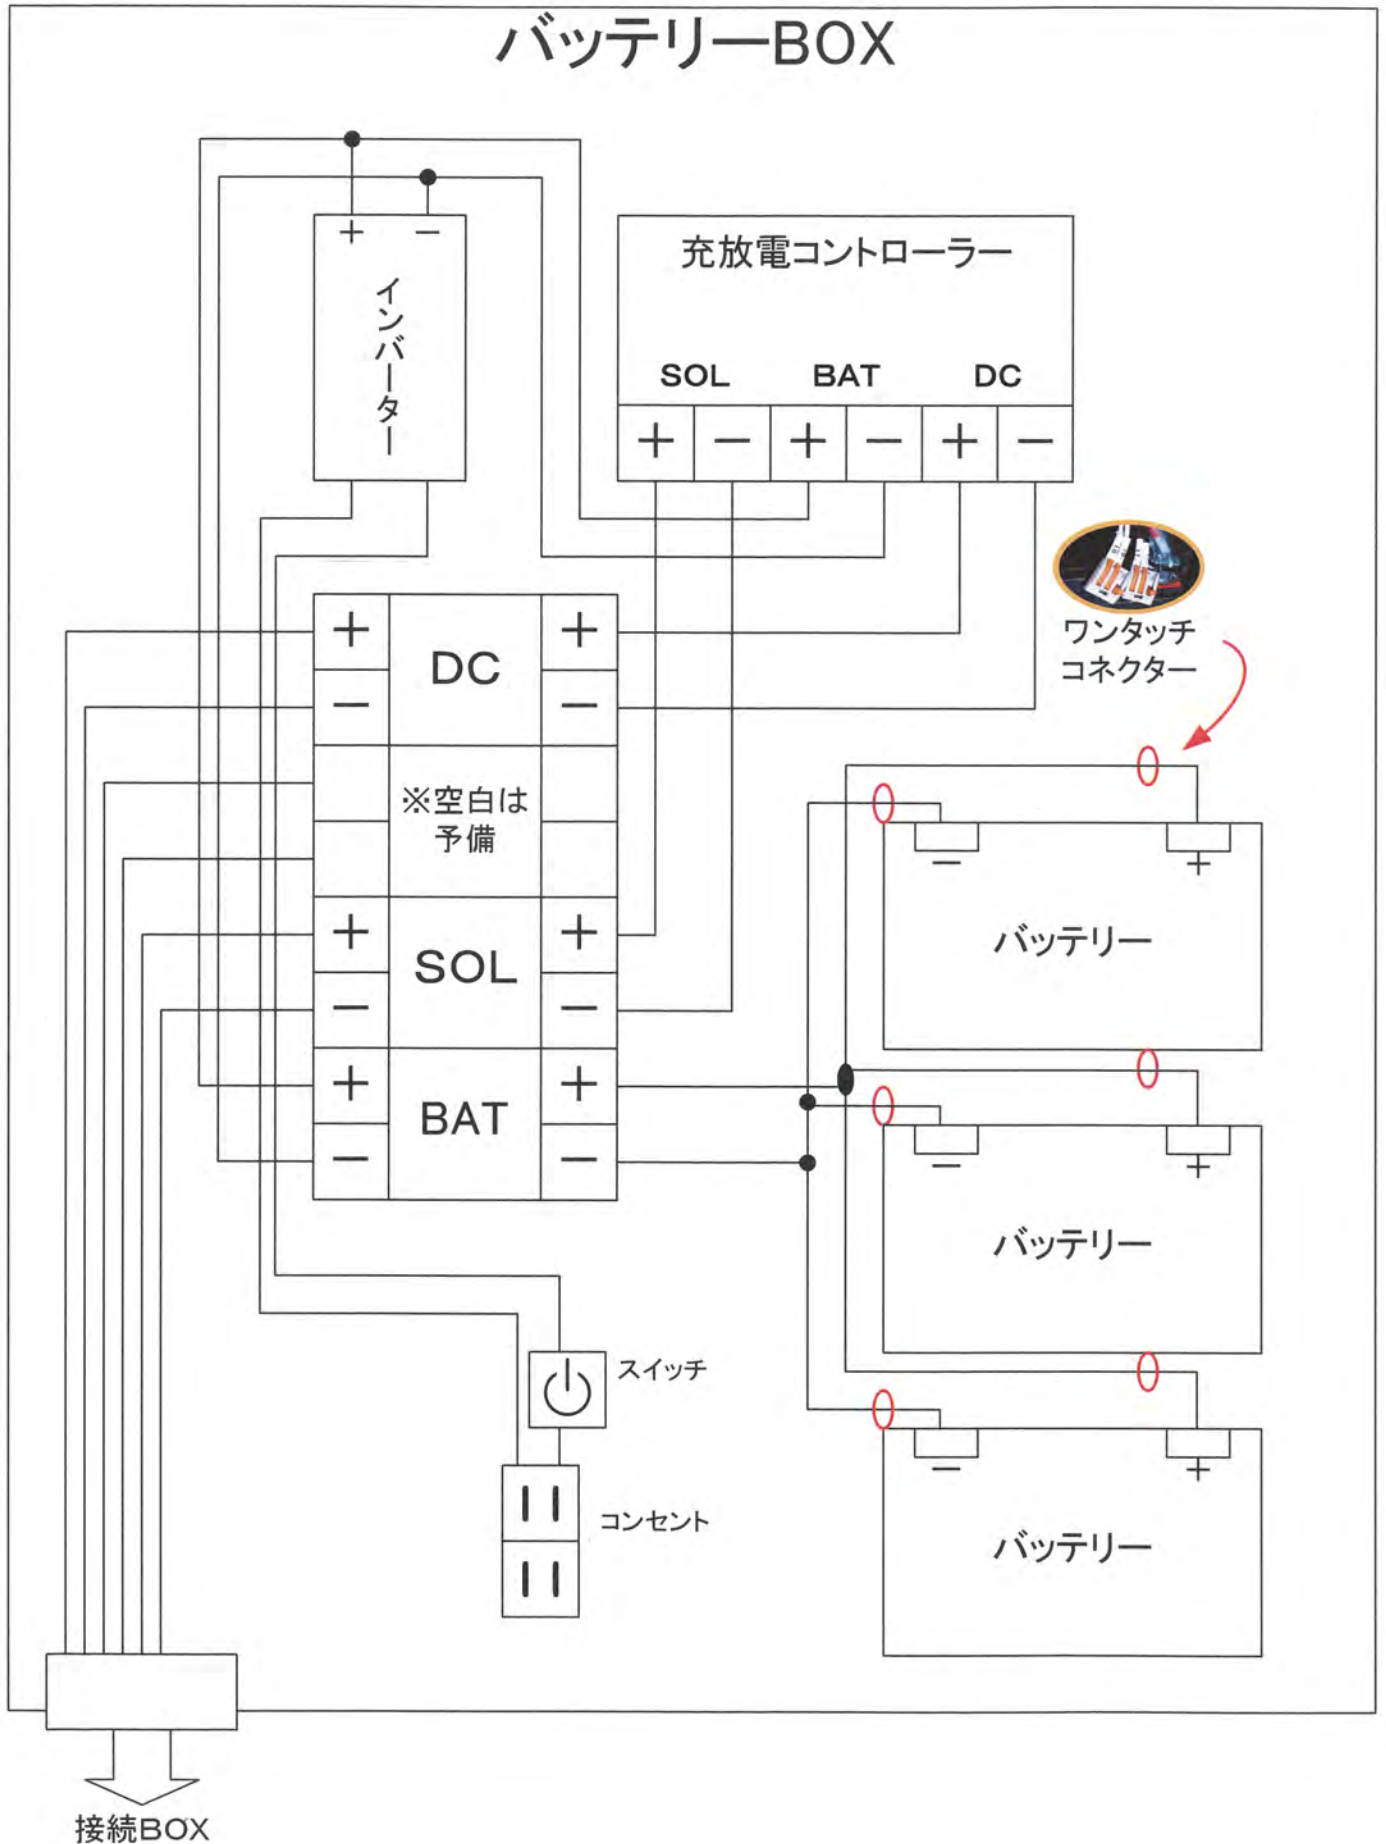 バッテリーBOX
+ −
インバーター
充放電コントローラー
SOL BAT DC
+ − + − + −
ワンタッチ
コネクター
+ DC +
− −
※空白は
予備
+ SOL +
− −
+ BAT +
− −
− +
バッテリー
− +
バッテリー
− +
バッテリー
スイッチ
コンセント
接続BOX